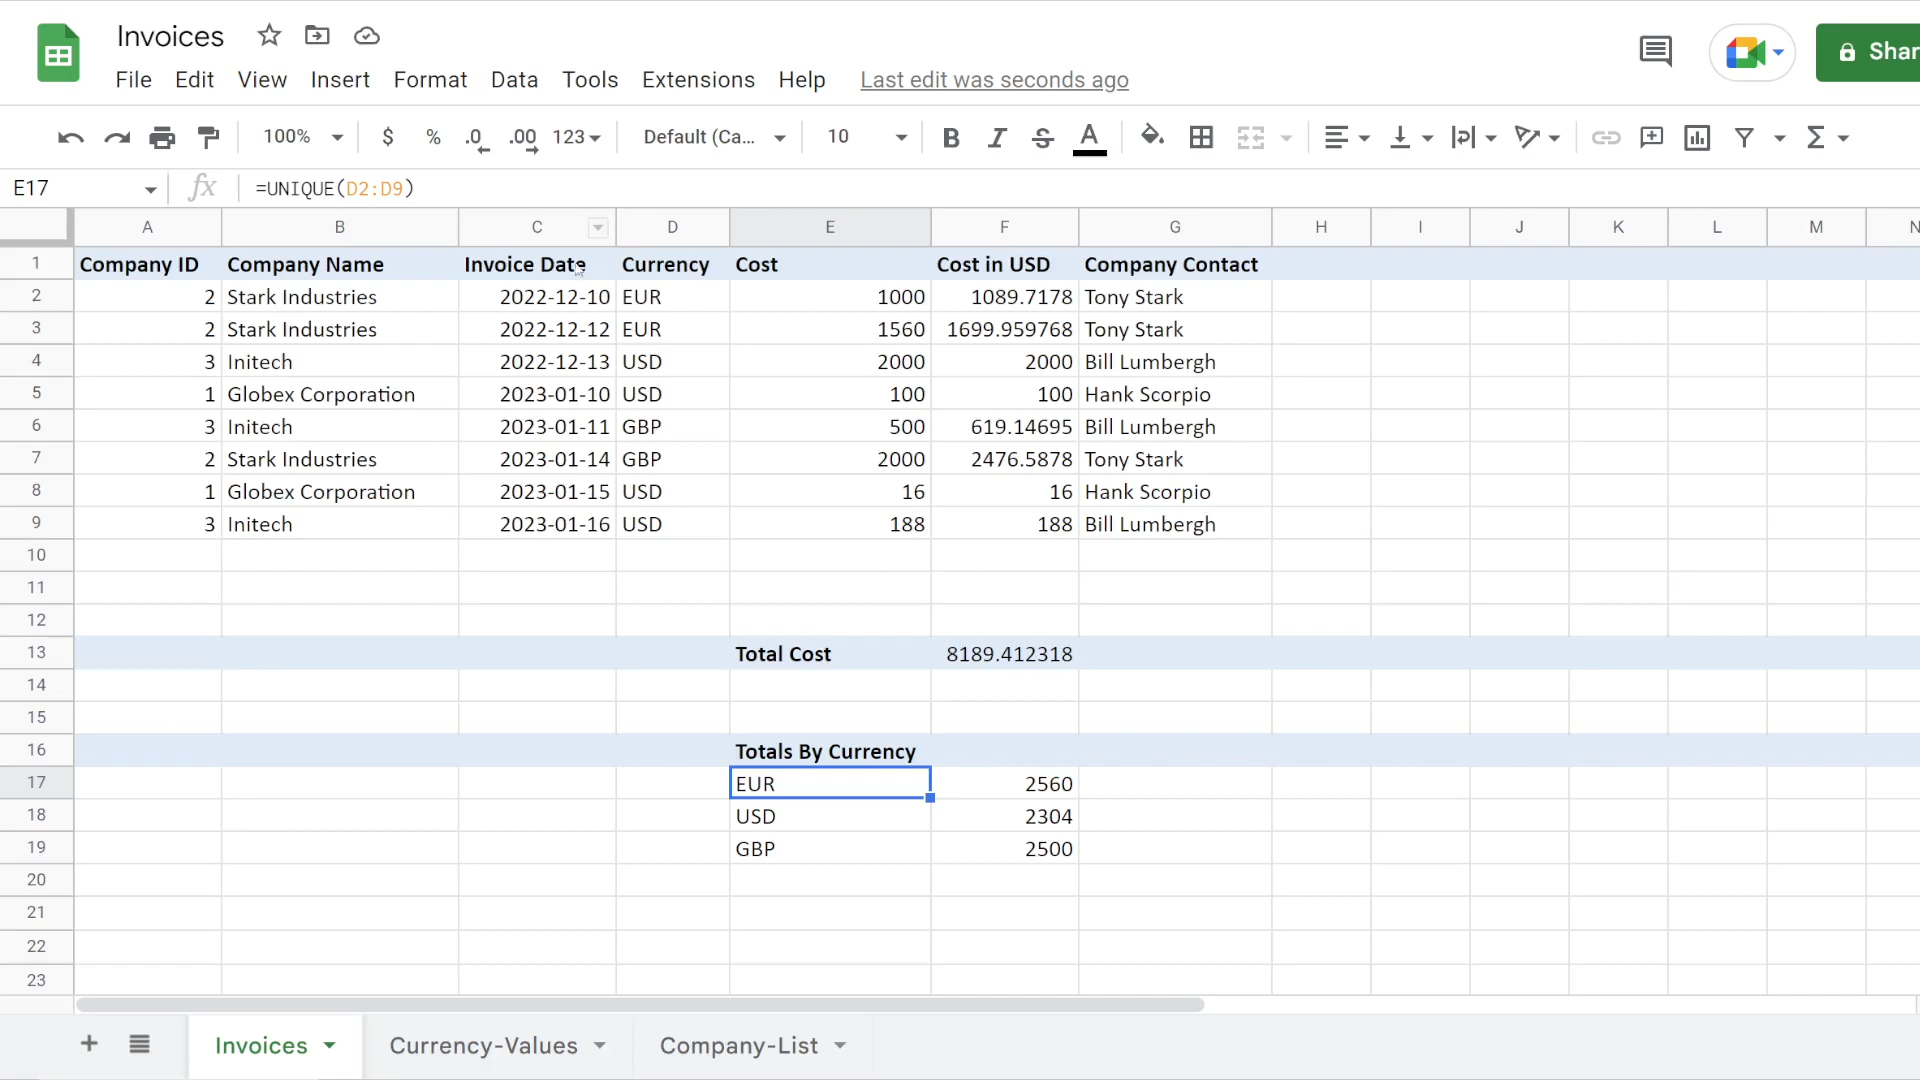 Invoices
File Edit View Insert Format Data Tools Extensions Help Last edit was seconds ago
Shar
100% $ % .0 .00 123 Default (Ca... 10 B I S A
E17 fx =UNIQUE(D2:D9)
A B C D E F G H I J K L M N
1 Company ID Company Name Invoice Date Currency Cost Cost in USD Company Contact
2 2 Stark Industries 2022-12-10 EUR 1000 1089.7178 Tony Stark
3 2 Stark Industries 2022-12-12 EUR 1560 1699.959768 Tony Stark
4 3 Initech 2022-12-13 USD 2000 2000 Bill Lumbergh
5 1 Globex Corporation 2023-01-10 USD 100 100 Hank Scorpio
6 3 Initech 2023-01-11 GBP 500 619.14695 Bill Lumbergh
7 2 Stark Industries 2023-01-14 GBP 2000 2476.5878 Tony Stark
8 1 Globex Corporation 2023-01-15 USD 16 16 Hank Scorpio
9 3 Initech 2023-01-16 USD 188 188 Bill Lumbergh
10
11
12
13 Total Cost 8189.412318
14
15
16 Totals By Currency
17 EUR 2560
18 USD 2304
19 GBP 2500
20
21
22
23
Invoices Currency-Values Company-List